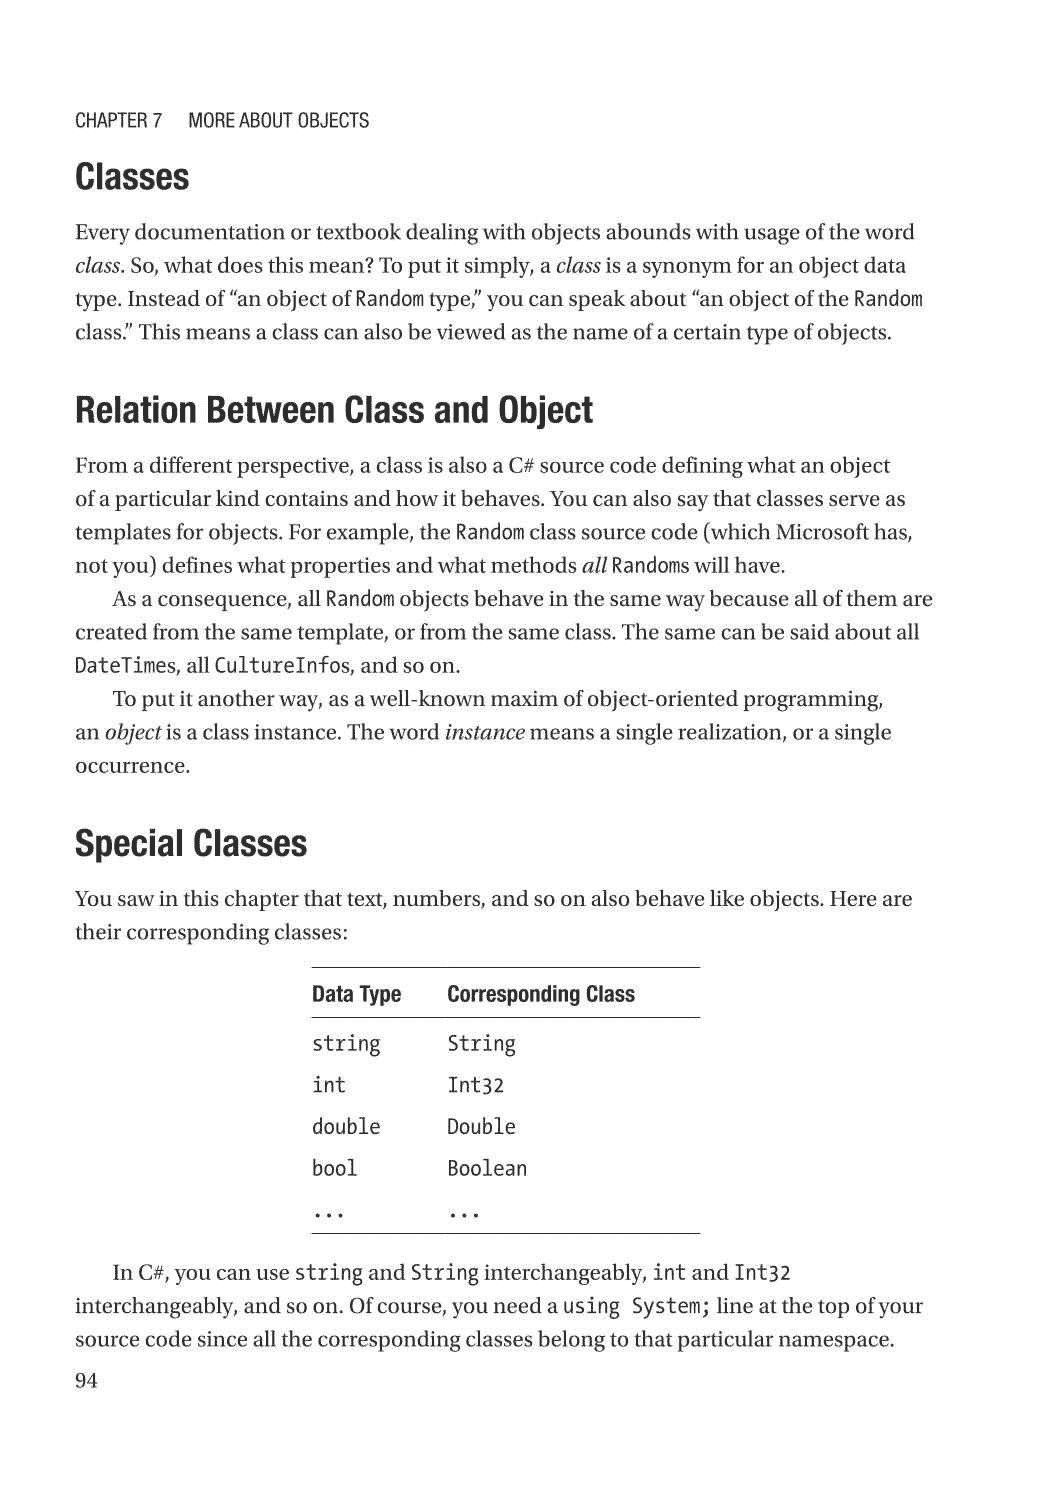 CHAPTER 7 MORE ABOUT OBJECTS
Classes
Every documentation or textbook dealing with objects abounds with usage of the word
class. So, what does this mean? To put it simply, a class is a synonym for an object data
type. Instead of “an object of Random type,” you can speak about “an object of the Random
class.” This means a class can also be viewed as the name of a certain type of objects.
Relation Between Class and Object
From a different perspective, a class is also a C# source code defining what an object
of a particular kind contains and how it behaves. You can also say that classes serve as
templates for objects. For example, the Random class source code (which Microsoft has,
not you) defines what properties and what methods all Randoms will have.
As a consequence, all Random objects behave in the same way because all of them are
created from the same template, or from the same class. The same can be said about all
DateTimes, all CultureInfos, and so on.
To put it another way, as a well-known maxim of object-oriented programming,
an object is a class instance. The word instance means a single realization, or a single
occurrence.
Special Classes
You saw in this chapter that text, numbers, and so on also behave like objects. Here are
their corresponding classes:
Data Type Corresponding Class
string String
int Int32
double Double
bool Boolean
... ...
In C#, you can use string and String interchangeably, int and Int32
interchangeably, and so on. Of course, you need a using System; line at the top of your
source code since all the corresponding classes belong to that particular namespace.
94